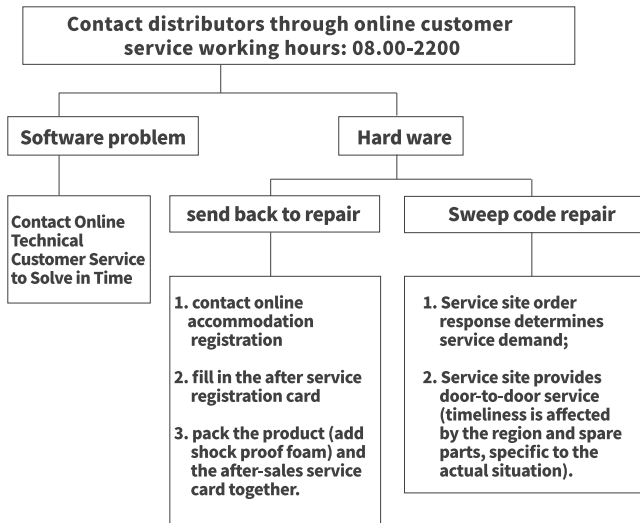 Contact distributors through online customer
service working hours: 08.00-2200
Software problem
Hard ware
Contact Online
Technical
Customer Service
to Solve in Time
send back to repair
Sweep code repair
1. contact online
accommodation
registration
2. fill in the after service
registration card
3. pack the product (add
shock proof foam) and
the after-sales service
card together.
1. Service site order
response determines
service demand;
2. Service site provides
door-to-door service
(timeliness is affected
by the region and spare
parts, specific to the
actual situation).